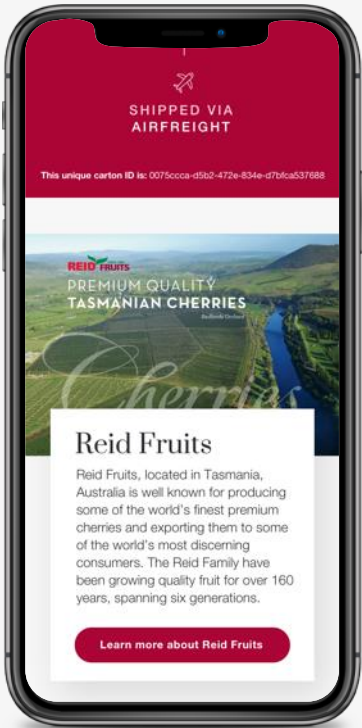 SHIPPED VIA
AIRFREIGHT
This unique carton ID is: 0075ccca-d5b2-472e-834e-d7bfca537688
REID FRUITS
PREMIUM QUALITY
TASMANIAN CHERRIES
Cherries
Reid Fruits
Reid Fruits, located in Tasmania,
Australia is well known for producing
some of the world's finest premium
cherries and exporting them to some
of the world's most discerning
consumers. The Reid Family have
been growing quality fruit for over 160
years, spanning six generations.
Learn more about Reid Fruits